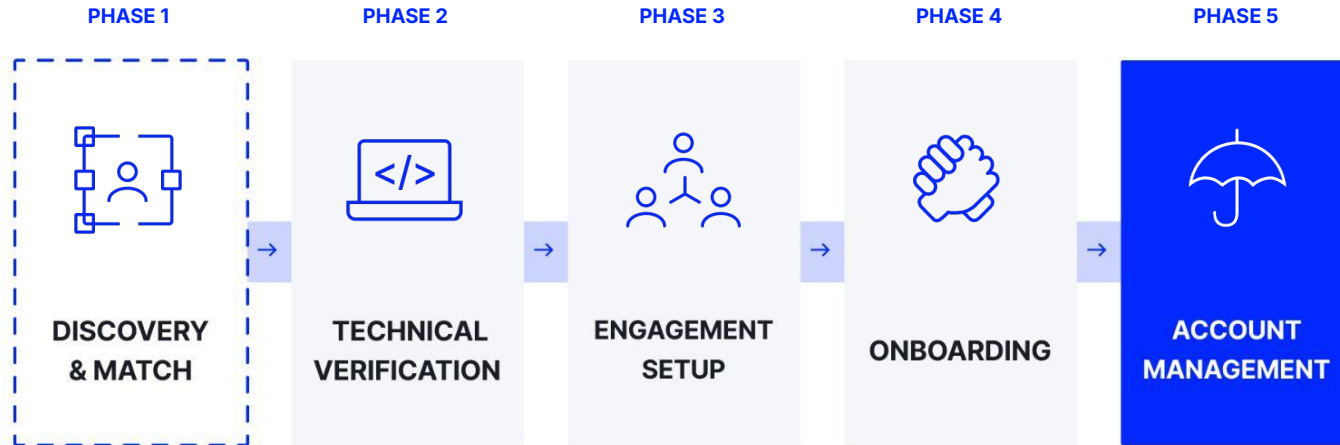 PHASE 1
PHASE 2
PHASE 3
PHASE 4
PHASE 5
</>
DISCOVERY
& MATCH
TECHNICAL
VERIFICATION
ENGAGEMENT
SETUP
ONBOARDING
ACCOUNT
MANAGEMENT